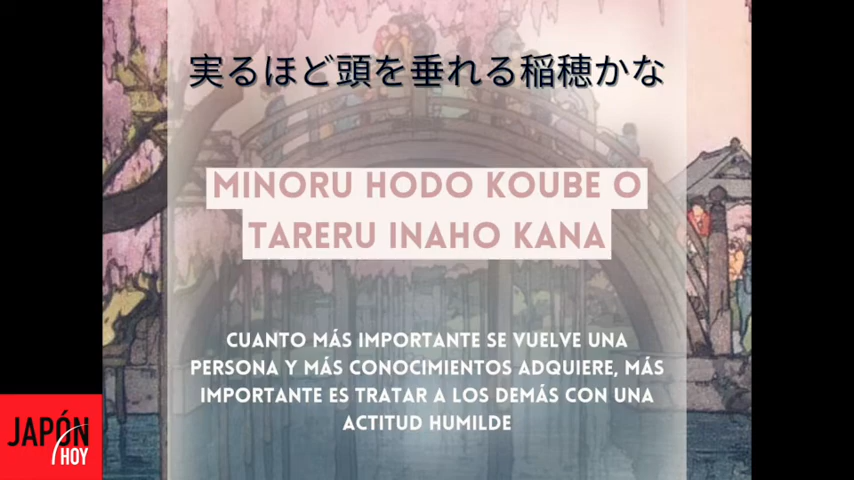 実るほど頭を垂れる稲穂かな
MINORU HODO KOUBE O
TARERU INAHO KANA
CUANTO MÁS IMPORTANTE SE VUELVE UNA
PERSONA Y MÁS CONOCIMIENTOS ADQUIERE, MÁS
IMPORTANTE ES TRATAR A LOS DEMÁS CON UNA
ACTITUD HUMILDE
JAPÓN
HOY